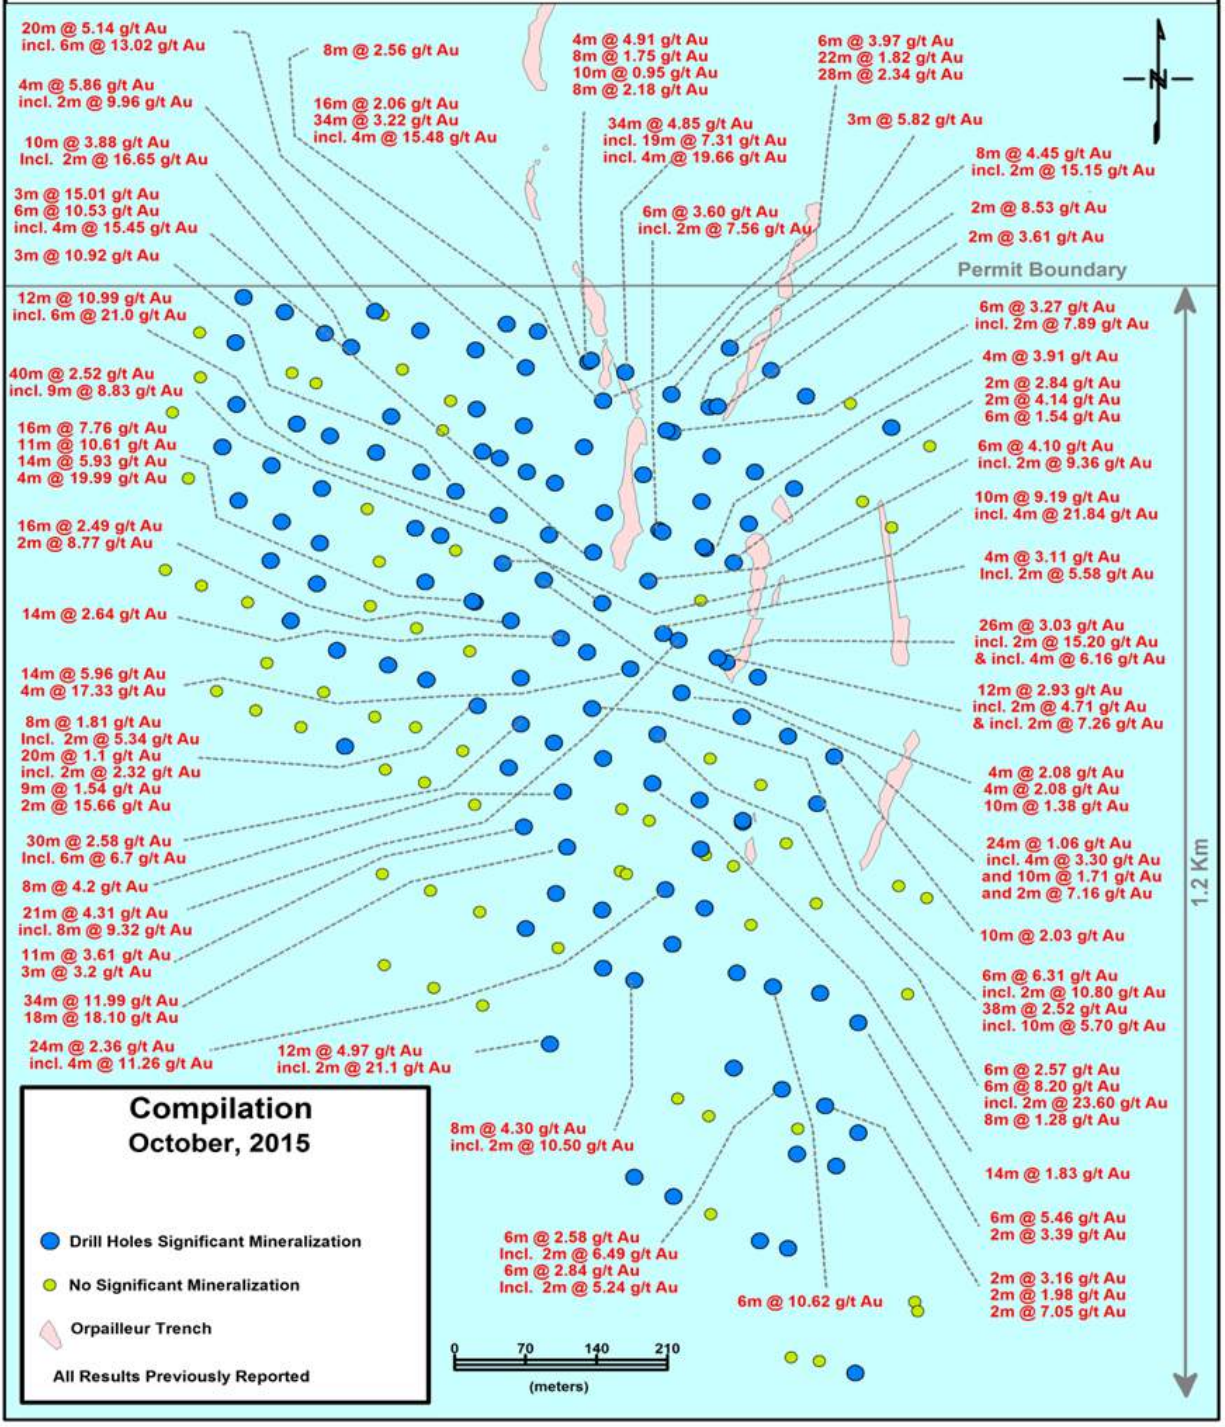 20m @ 5.14 g/t Au
incl. 6m @ 13.02 g/t Au
4m @ 5.86 g/t Au
incl. 2m @ 9.96 g/t Au
10m @ 3.88 g/t Au
Incl. 2m @ 16.65 g/t Au
3m @ 15.01 g/t Au
6m @ 10.53 g/t Au
incl. 4m @ 15.45 g/t Au
3m @ 10.92 g/t Au
12m @ 10.99 g/t Au
incl. 6m @ 21.0 g/t Au
40m @ 2.52 g/t Au
incl. 9m @ 8.83 g/t Au
16m @ 7.76 g/t Au
11m @ 10.61 g/t Au
14m @ 5.93 g/t Au
4m @ 19.99 g/t Au
16m @ 2.49 g/t Au
2m @ 8.77 g/t Au
14m @ 2.64 g/t Au
14m @ 5.96 g/t Au
4m @ 17.33 g/t Au
8m @ 1.81 g/t Au
Incl. 2m @ 5.34 g/t Au
20m @ 1.1 g/t Au
incl. 2m @ 2.32 g/t Au
9m @ 1.54 g/t Au
2m @ 15.66 g/t Au
30m @ 2.58 g/t Au
Incl. 6m @ 6.7 g/t Au
8m @ 4.2 g/t Au
21m @ 4.31 g/t Au
incl. 8m @ 9.32 g/t Au
11m @ 3.61 g/t Au
3m @ 3.2 g/t Au
34m @ 11.99 g/t Au
18m @ 18.10 g/t Au
24m @ 2.36 g/t Au
incl. 4m @ 11.26 g/t Au
8m @ 2.56 g/t Au
16m @ 2.06 g/t Au
34m @ 3.22 g/t Au
incl. 4m @ 15.48 g/t Au
4m @ 4.91 g/t Au
8m @ 1.75 g/t Au
10m @ 0.95 g/t Au
8m @ 2.18 g/t Au
34m @ 4.85 g/t Au
incl. 19m @ 7.31 g/t Au
incl. 4m @ 19.66 g/t Au
6m @ 3.60 g/t Au
incl. 2m @ 7.56 g/t Au
6m @ 3.97 g/t Au
22m @ 1.82 g/t Au
28m @ 2.34 g/t Au
3m @ 5.82 g/t Au
N
8m @ 4.45 g/t Au
incl. 2m @ 15.15 g/t Au
2m @ 8.53 g/t Au
2m @ 3.61 g/t Au
Permit Boundary
6m @ 3.27 g/t Au
incl. 2m @ 7.89 g/t Au
4m @ 3.91 g/t Au
2m @ 2.84 g/t Au
2m @ 4.14 g/t Au
6m @ 1.54 g/t Au
6m @ 4.10 g/t Au
incl. 2m @ 9.36 g/t Au
10m @ 9.19 g/t Au
incl. 4m @ 21.84 g/t Au
4m @ 3.11 g/t Au
Incl. 2m @ 5.58 g/t Au
26m @ 3.03 g/t Au
incl. 2m @ 15.20 g/t Au
& incl. 4m @ 6.16 g/t Au
12m @ 2.93 g/t Au
incl. 2m @ 4.71 g/t Au
& incl. 2m @ 7.26 g/t Au
4m @ 2.08 g/t Au
4m @ 2.08 g/t Au
10m @ 1.38 g/t Au
24m @ 1.06 g/t Au
incl. 4m @ 3.30 g/t Au
and 10m @ 1.71 g/t Au
and 2m @ 7.16 g/t Au
10m @ 2.03 g/t Au
1.2 Km
6m @ 6.31 g/t Au
incl. 2m @ 10.80 g/t Au
38m @ 2.52 g/t Au
incl. 10m @ 5.70 g/t Au
6m @ 2.57 g/t Au
6m @ 8.20 g/t Au
incl. 2m @ 23.60 g/t Au
8m @ 1.28 g/t Au
14m @ 1.83 g/t Au
6m @ 5.46 g/t Au
2m @ 3.39 g/t Au
2m @ 3.16 g/t Au
2m @ 1.98 g/t Au
2m @ 7.05 g/t Au
12m @ 4.97 g/t Au
incl. 2m @ 21.1 g/t Au
8m @ 4.30 g/t Au
incl. 2m @ 10.50 g/t Au
6m @ 2.58 g/t Au
Incl. 2m @ 6.49 g/t Au
6m @ 2.84 g/t Au
Incl. 2m @ 5.24 g/t Au
6m @ 10.62 g/t Au
Compilation
October, 2015
Drill Holes Significant Mineralization
No Significant Mineralization
Orpailleur Trench
All Results Previously Reported
0 70 140 210
(meters)